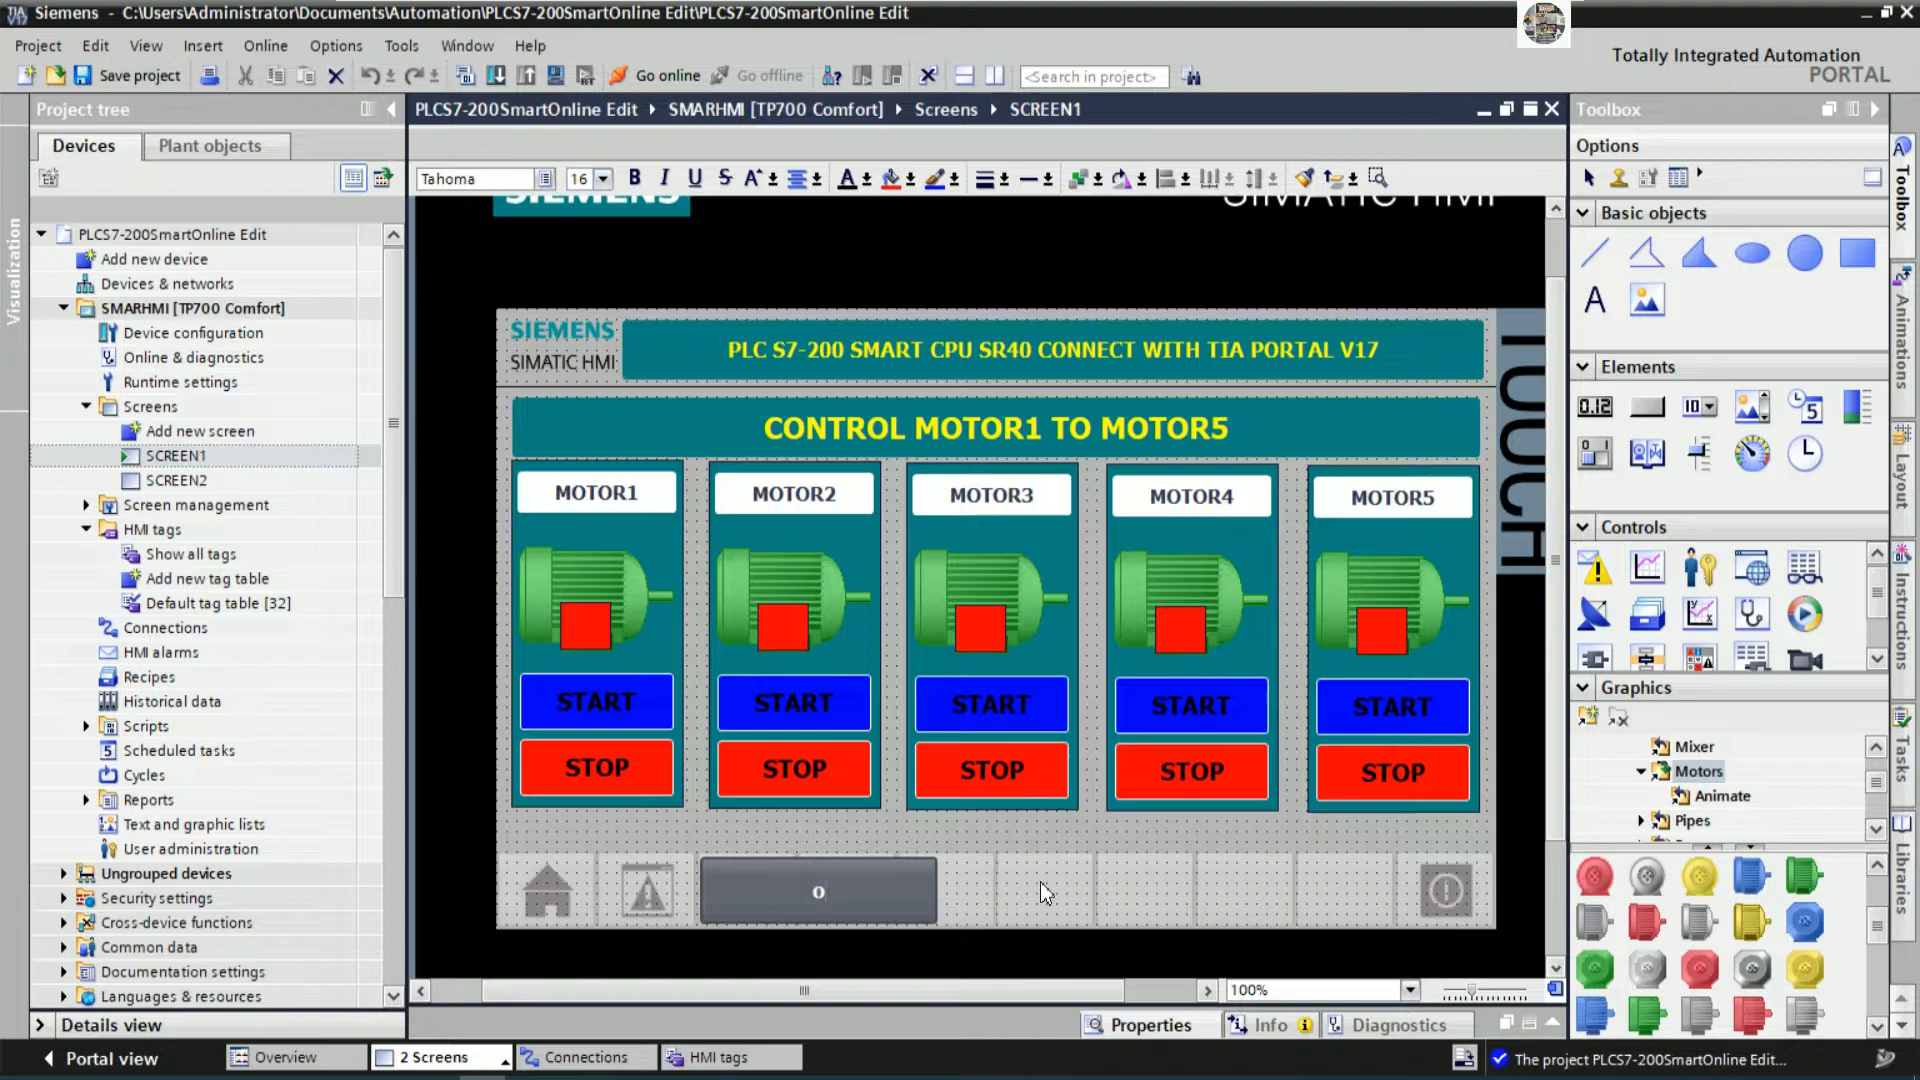 Siemens - C:\Users\Administrator\Documents\Automation\PLCS7-200SmartOnline Edit\PLCS7-200SmartOnline Edit
Project Edit View Insert Online Options Tools Window Help
Totally Integrated Automation
PORTAL
Save project
Go online
Go offline
<Search in project>
Project tree
PLCS7-200SmartOnline Edit SMARHMI [TP700 Comfort] Screens SCREEN1
Toolbox
Devices
Plant objects
Options
Tahoma
16
B I U S A A
Visualization
PLCS7-200SmartOnline Edit
Add new device
Devices & networks
SMARHMI [TP700 Comfort]
Device configuration
Online & diagnostics
Runtime settings
Screens
Add new screen
SCREEN1
SCREEN2
Screen management
HMI tags
Show all tags
Add new tag table
Default tag table [32]
Connections
HMI alarms
Recipes
Historical data
Scripts
Scheduled tasks
Cycles
Reports
Text and graphic lists
User administration
Ungrouped devices
Security settings
Cross-device functions
Common data
Documentation settings
Languages & resources
Details view
SIEMENS
SIMATIC HMI
SIEMENS
SIMATIC HMI
PLC S7-200 SMART CPU SR40 CONNECT WITH TIA PORTAL V17
CONTROL MOTOR1 TO MOTOR5
MOTOR1 MOTOR2 MOTOR3 MOTOR4 MOTOR5
START START START START START
STOP STOP STOP STOP STOP
o
TOUCH
100%
Properties
Info
Diagnostics
Basic objects
A
Elements
0.12
10
5
Controls
Graphics
Mixer
Motors
Animate
Pipes
Toolbox
Animations
Layout
Instructions
Tasks
Libraries
Portal view
Overview
2 Screens
Connections
HMI tags
The project PLCS7-200SmartOnline Edit...